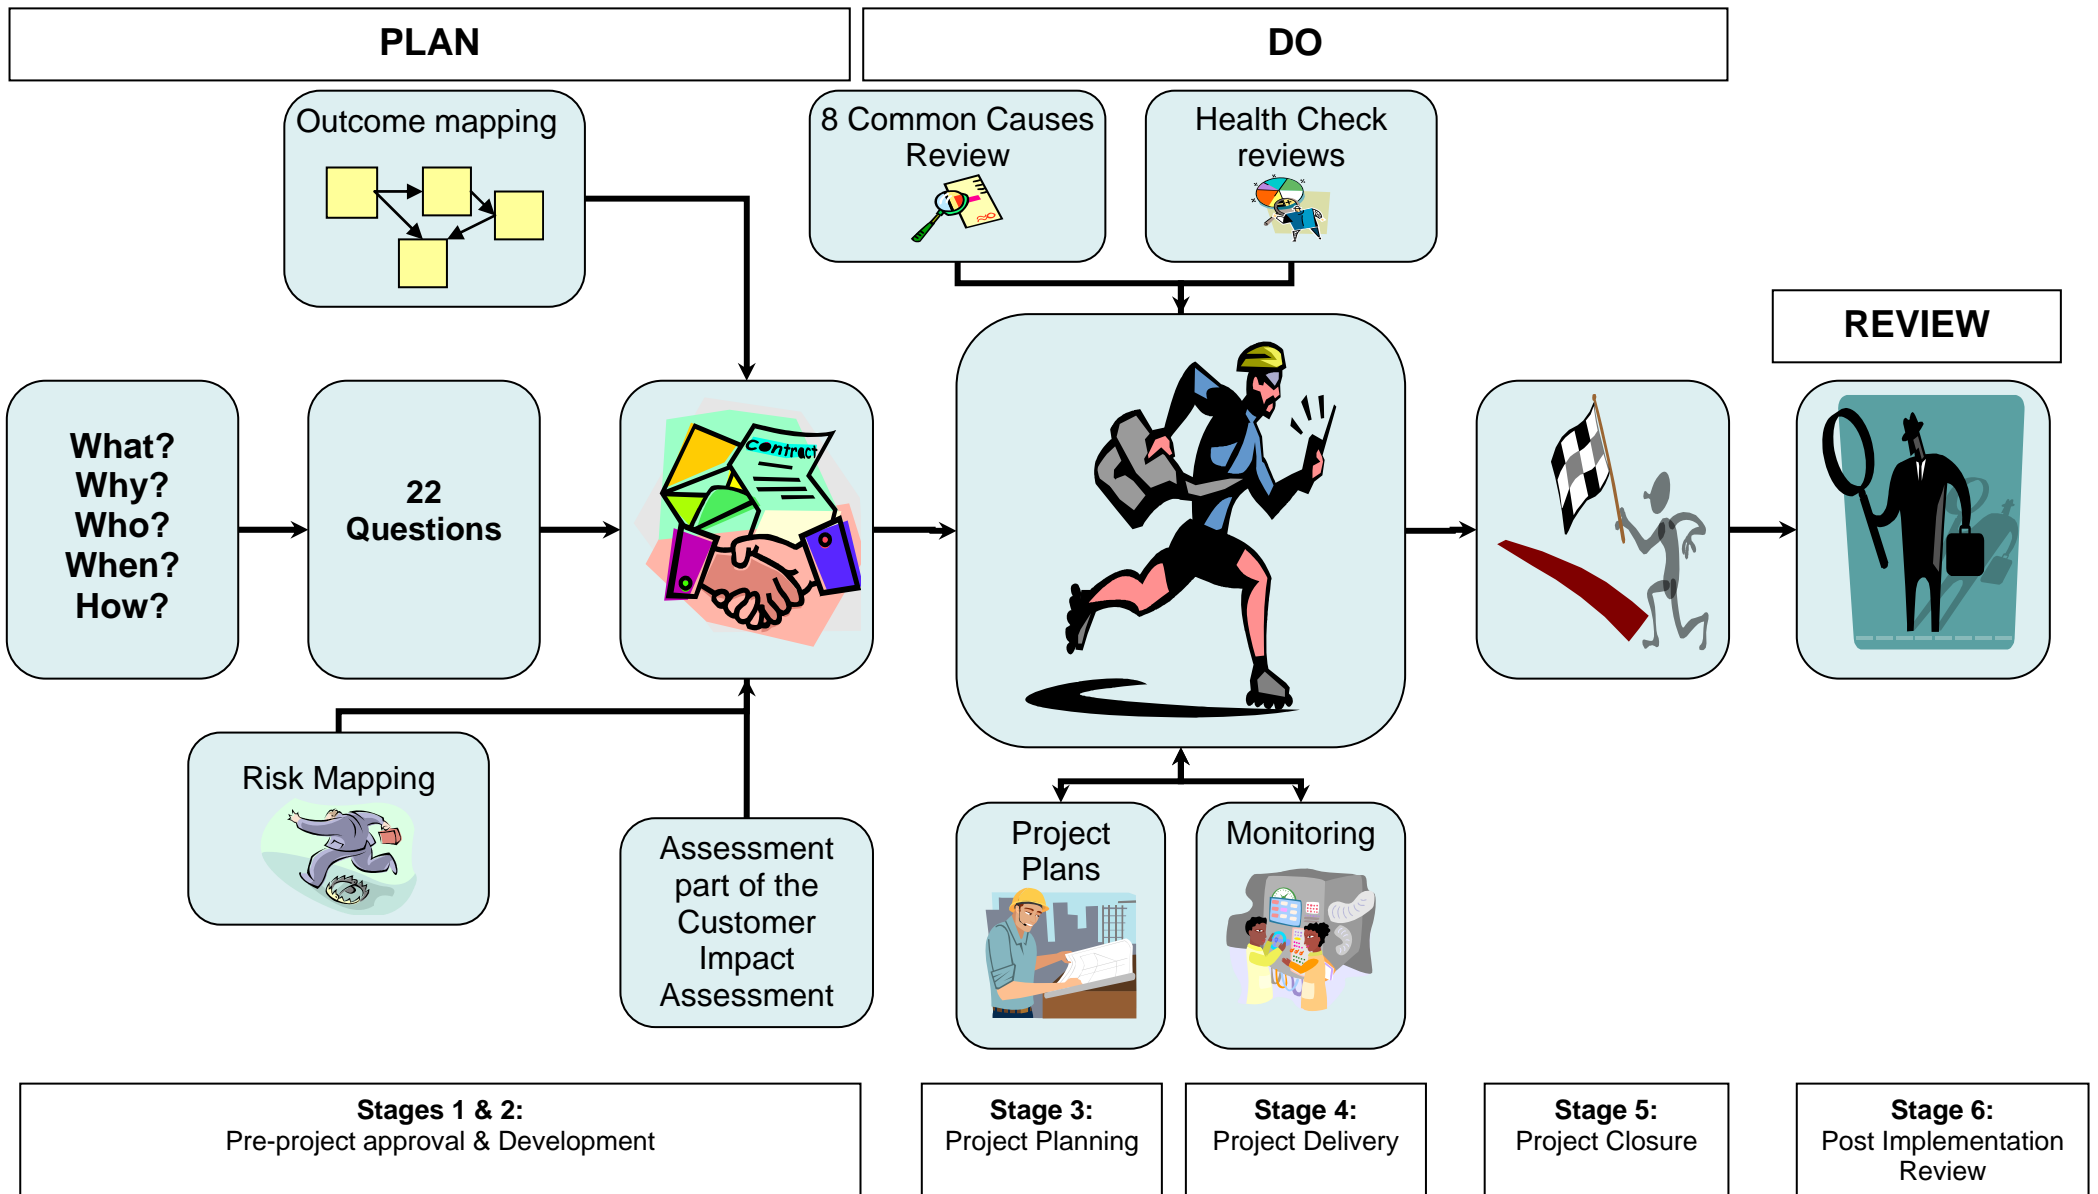 PLAN
DO
Outcome mapping
8 Common Causes
Review
Health Check
reviews
REVIEW
What?
Why?
Who?
When?
How?
22
Questions
contract
Risk Mapping
Assessment
part of the
Customer
Impact
Assessment
Project
Plans
Monitoring
Stages 1 & 2:
Pre-project approval & Development
Stage 3:
Project Planning
Stage 4:
Project Delivery
Stage 5:
Project Closure
Stage 6:
Post Implementation
Review